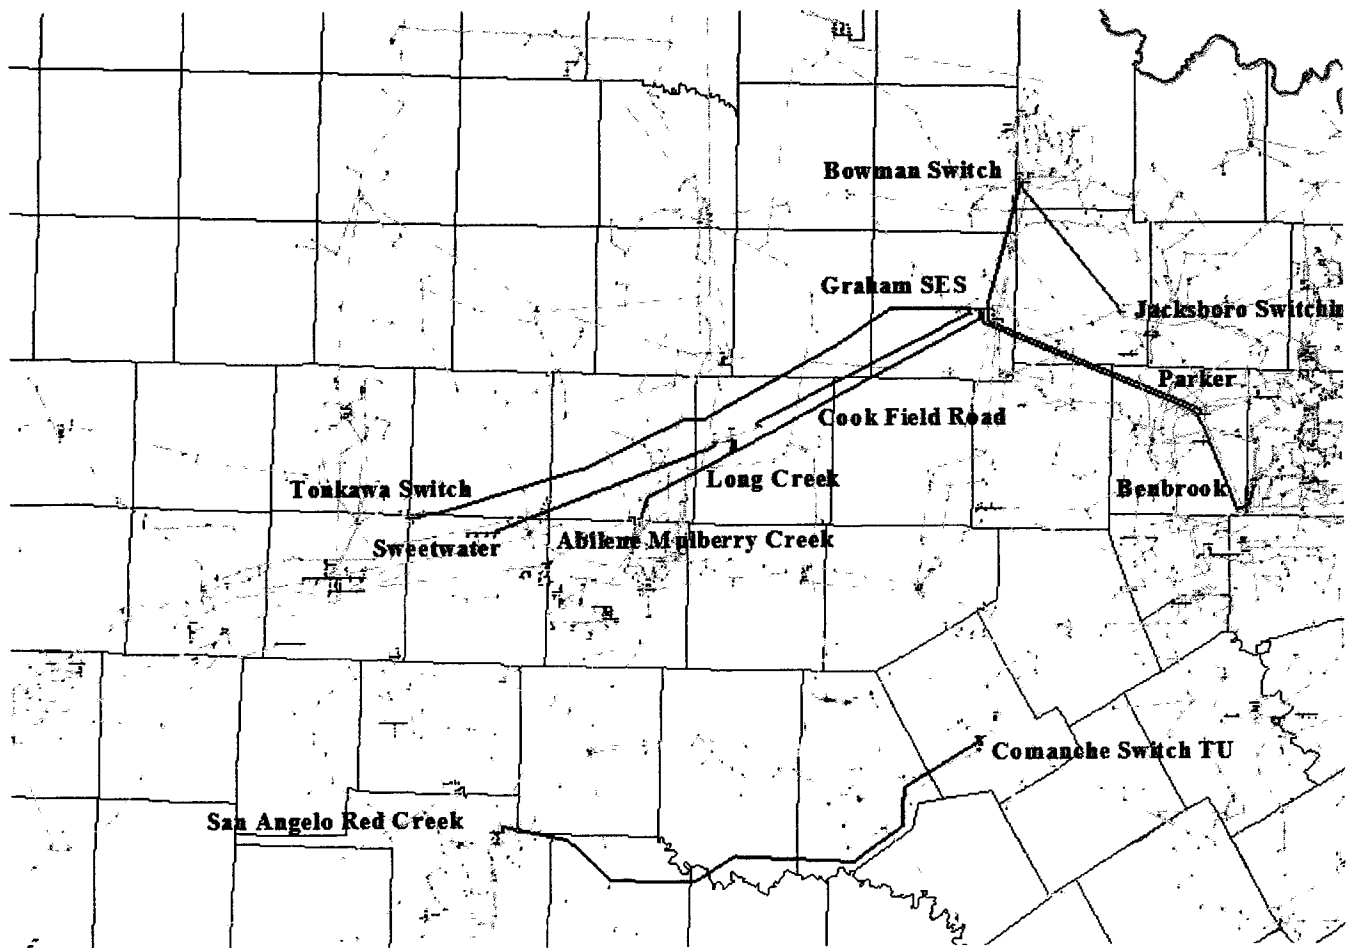 Bowman Switch
Graham SES
Jacksboro Switchin
Parker
Cook Field Road
Long Creek
Benbrook
Tonkawa Switch
Sweetwater
Abilene Mulberry Creek
Comanche Switch TU
San Angelo Red Creek